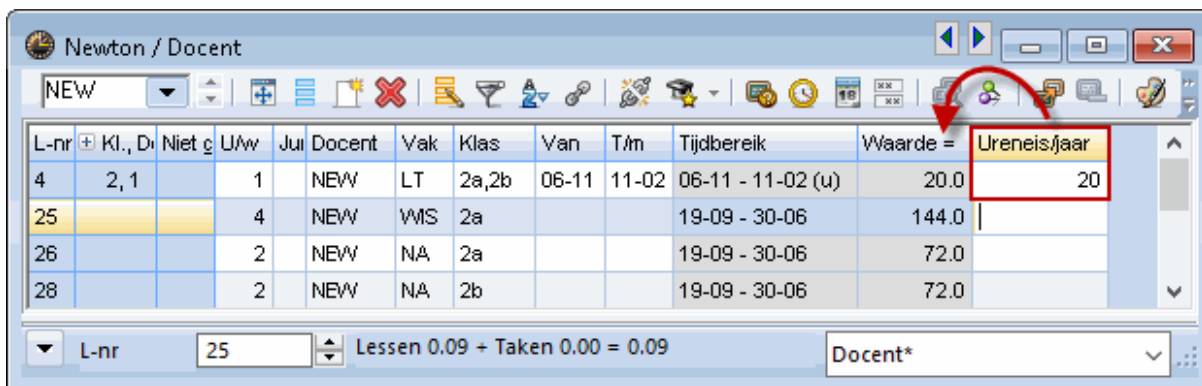 Newton / Docent
NEW
L-nr Kl., D Niet g U/w Jui Docent Vak Klas Van T/m Tijdbereik Waarde = Ureneis/jaar
4 2, 1 1 NEW LT 2a,2b 06-11 11-02 06-11 - 11-02 (u) 20.0 20
25 4 NEW WIS 2a 19-09 - 30-06 144.0
26 2 NEW NA 2a 19-09 - 30-06 72.0
28 2 NEW NA 2b 19-09 - 30-06 72.0
L-nr 25 Lessen 0.09 + Taken 0.00 = 0.09 Docent*